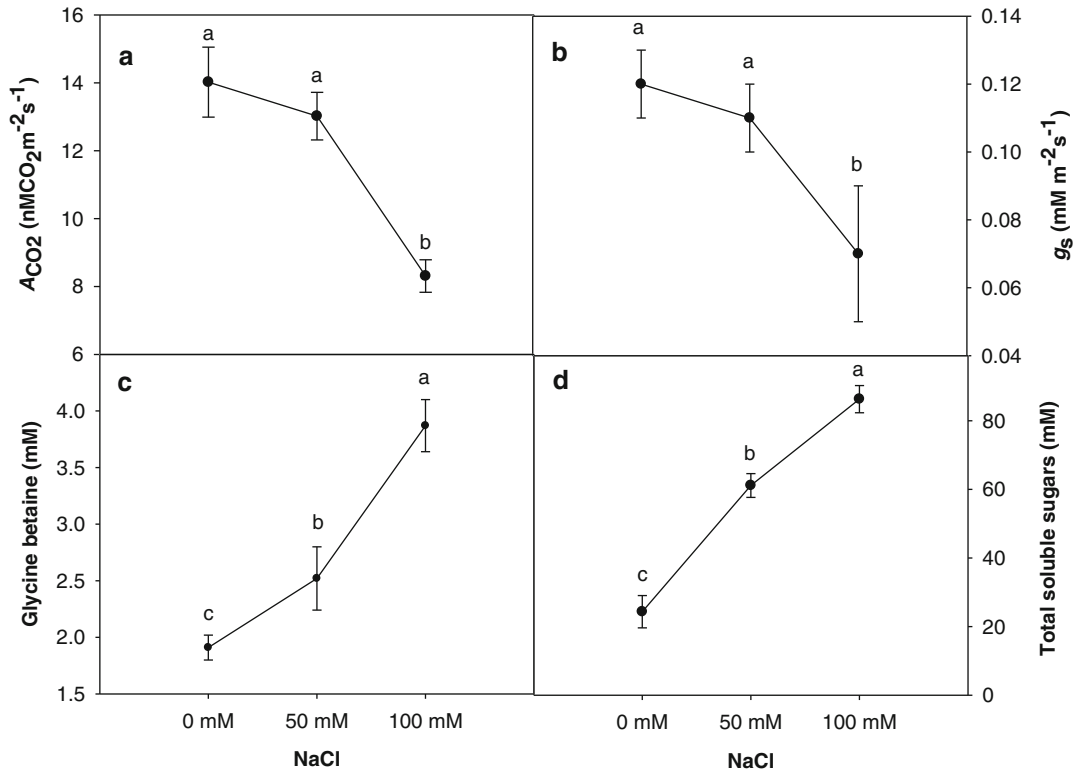 a
A_CO2 (nMCO2m-2s-1)
16
14
12
10
8
6
a
a
b
b
gs (mM m-2s-1)
0.14
0.12
0.10
0.08
0.06
0.04
a
a
b
c
Glycine betaine (mM)
4.0
3.5
3.0
2.5
2.0
1.5
c
b
a
0 mM 50 mM 100 mM
NaCl
d
Total soluble sugars (mM)
80
60
40
20
0
c
b
a
0 mM 50 mM 100 mM
NaCl